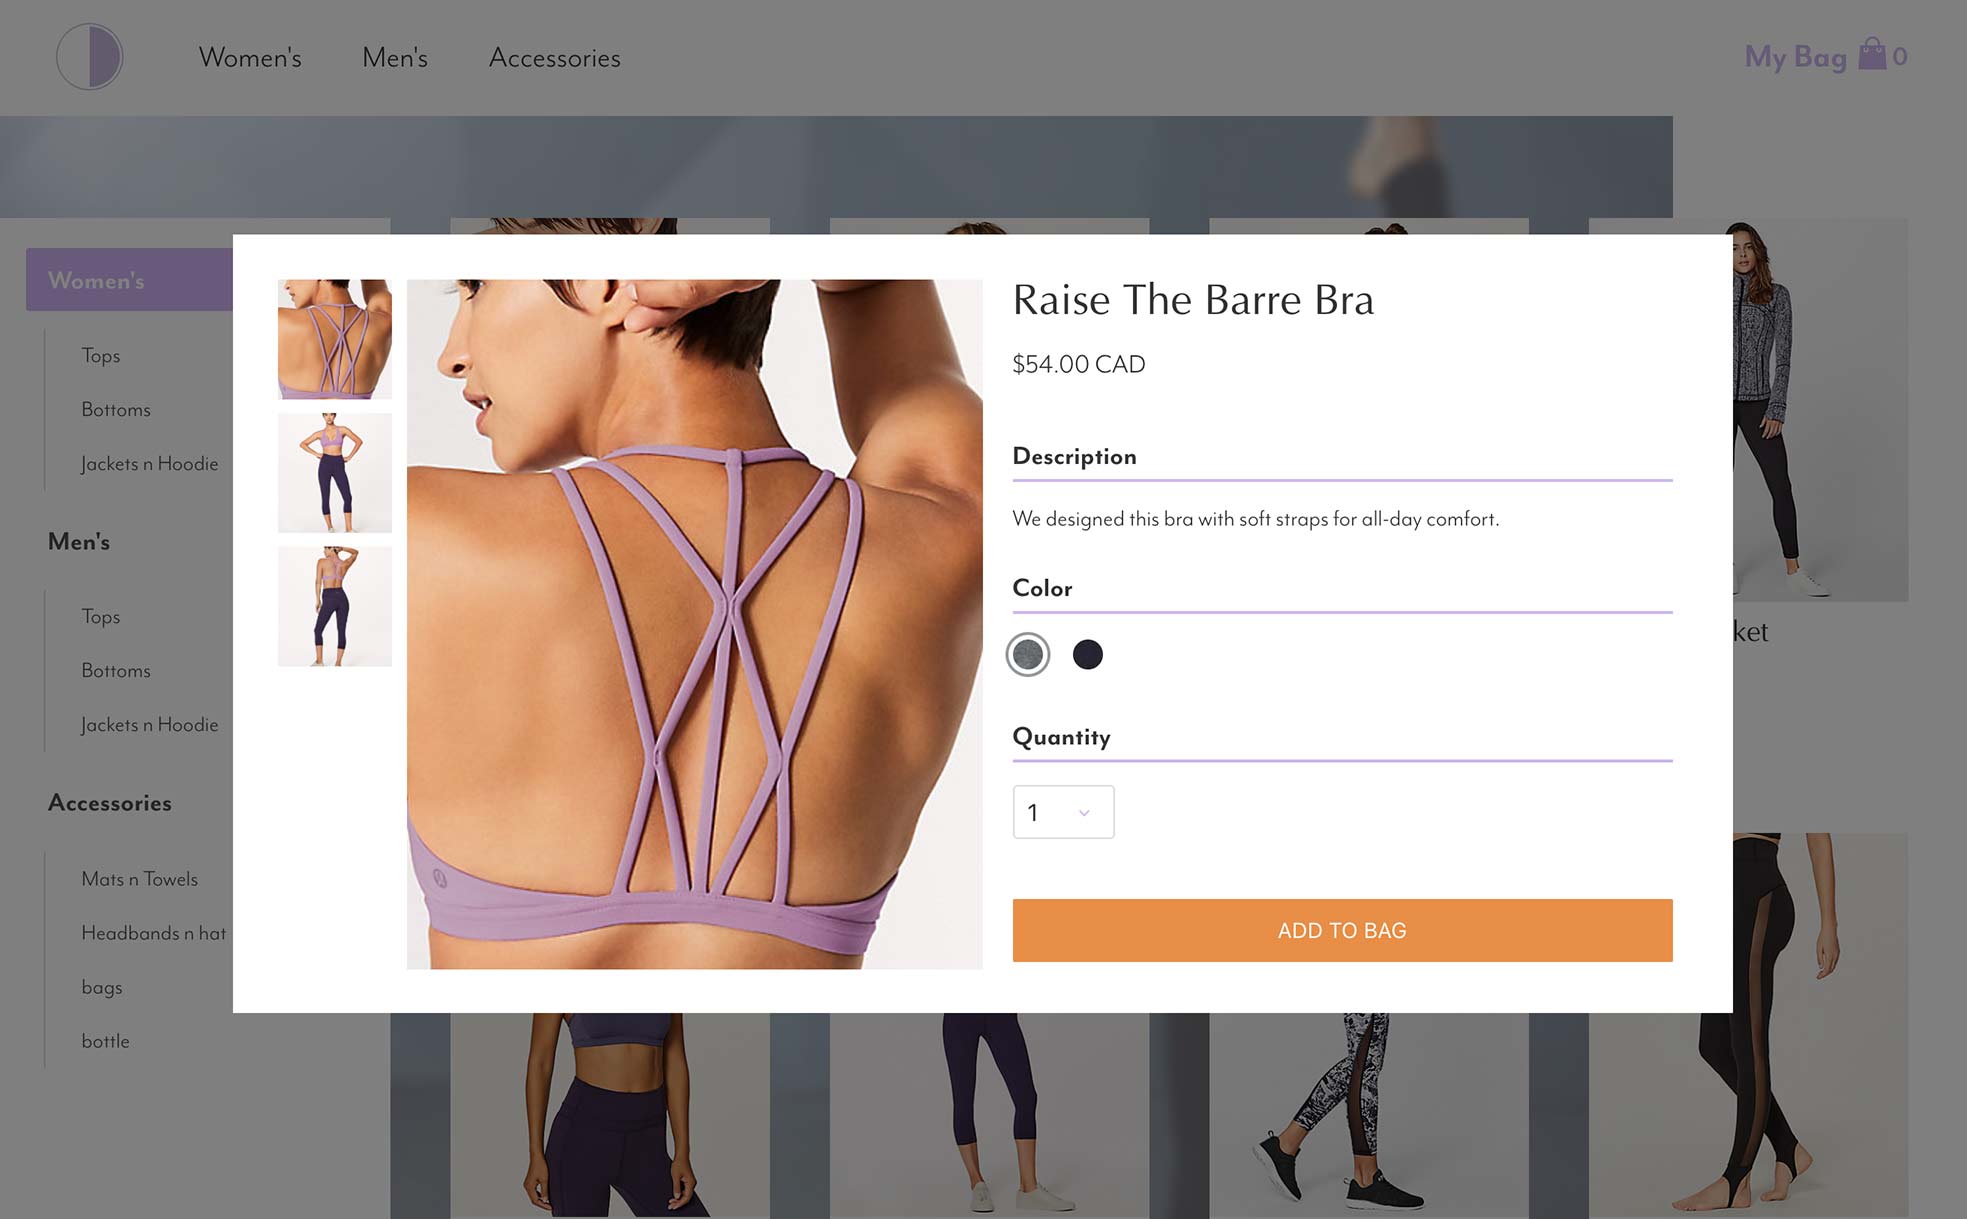 Women's
Men's
Accessories
My Bag 0
Women's
Tops
Bottoms
Jackets n Hoodie
Men's
Tops
Bottoms
Jackets n Hoodie
Accessories
Mats n Towels
Headbands n hat
bags
bottle
Raise The Barre Bra
$54.00 CAD
Description
We designed this bra with soft straps for all-day comfort.
Color
Quantity
1
ADD TO BAG
ket